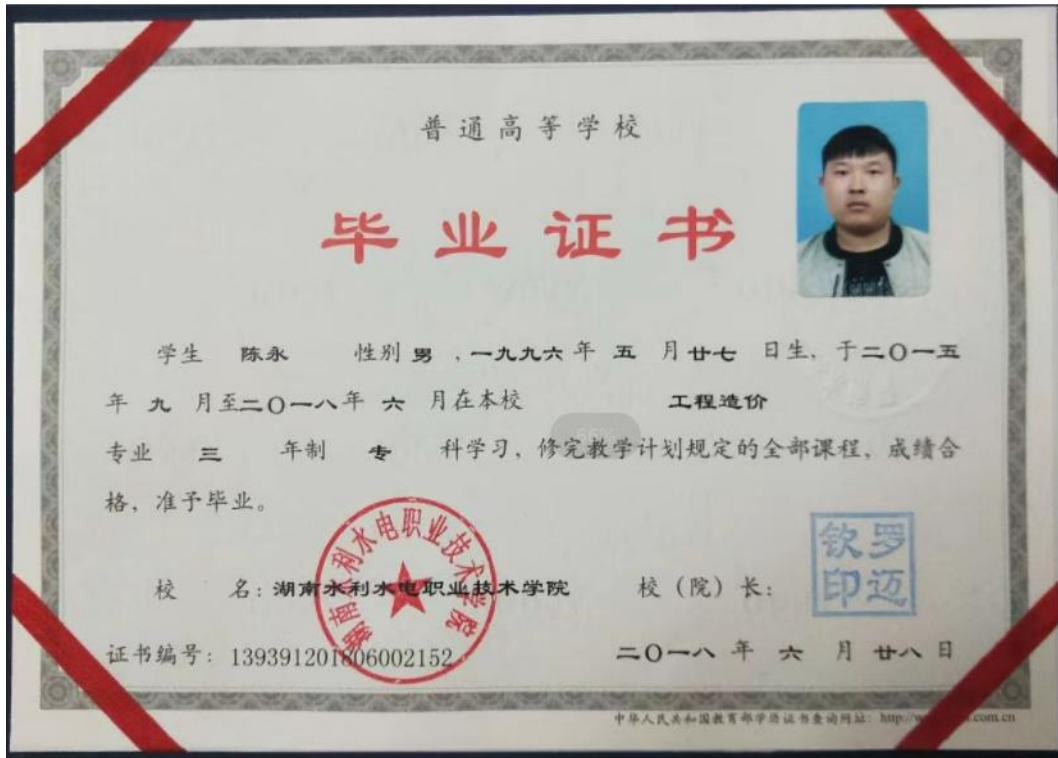 普通高等学校
毕业证书
学生 陈永 性别 男 ，一九九六 年 五 月 廿七 日生，于二〇一五
年 九 月至二〇一八年 六 月在本校 工程造价
专业 三 年制 专 科学习，修完教学计划规定的全部课程，成绩合
格，准予毕业。
湖南水利水电职业技术学院
钦罗
印迈
校 名：湖南水利水电职业技术学院 校（院）长：
证书编号：139391201806002152 二〇一八 年 六 月 廿八 日
中华人民共和国教育部学历证书查询网址：http://w .com.cn
66%